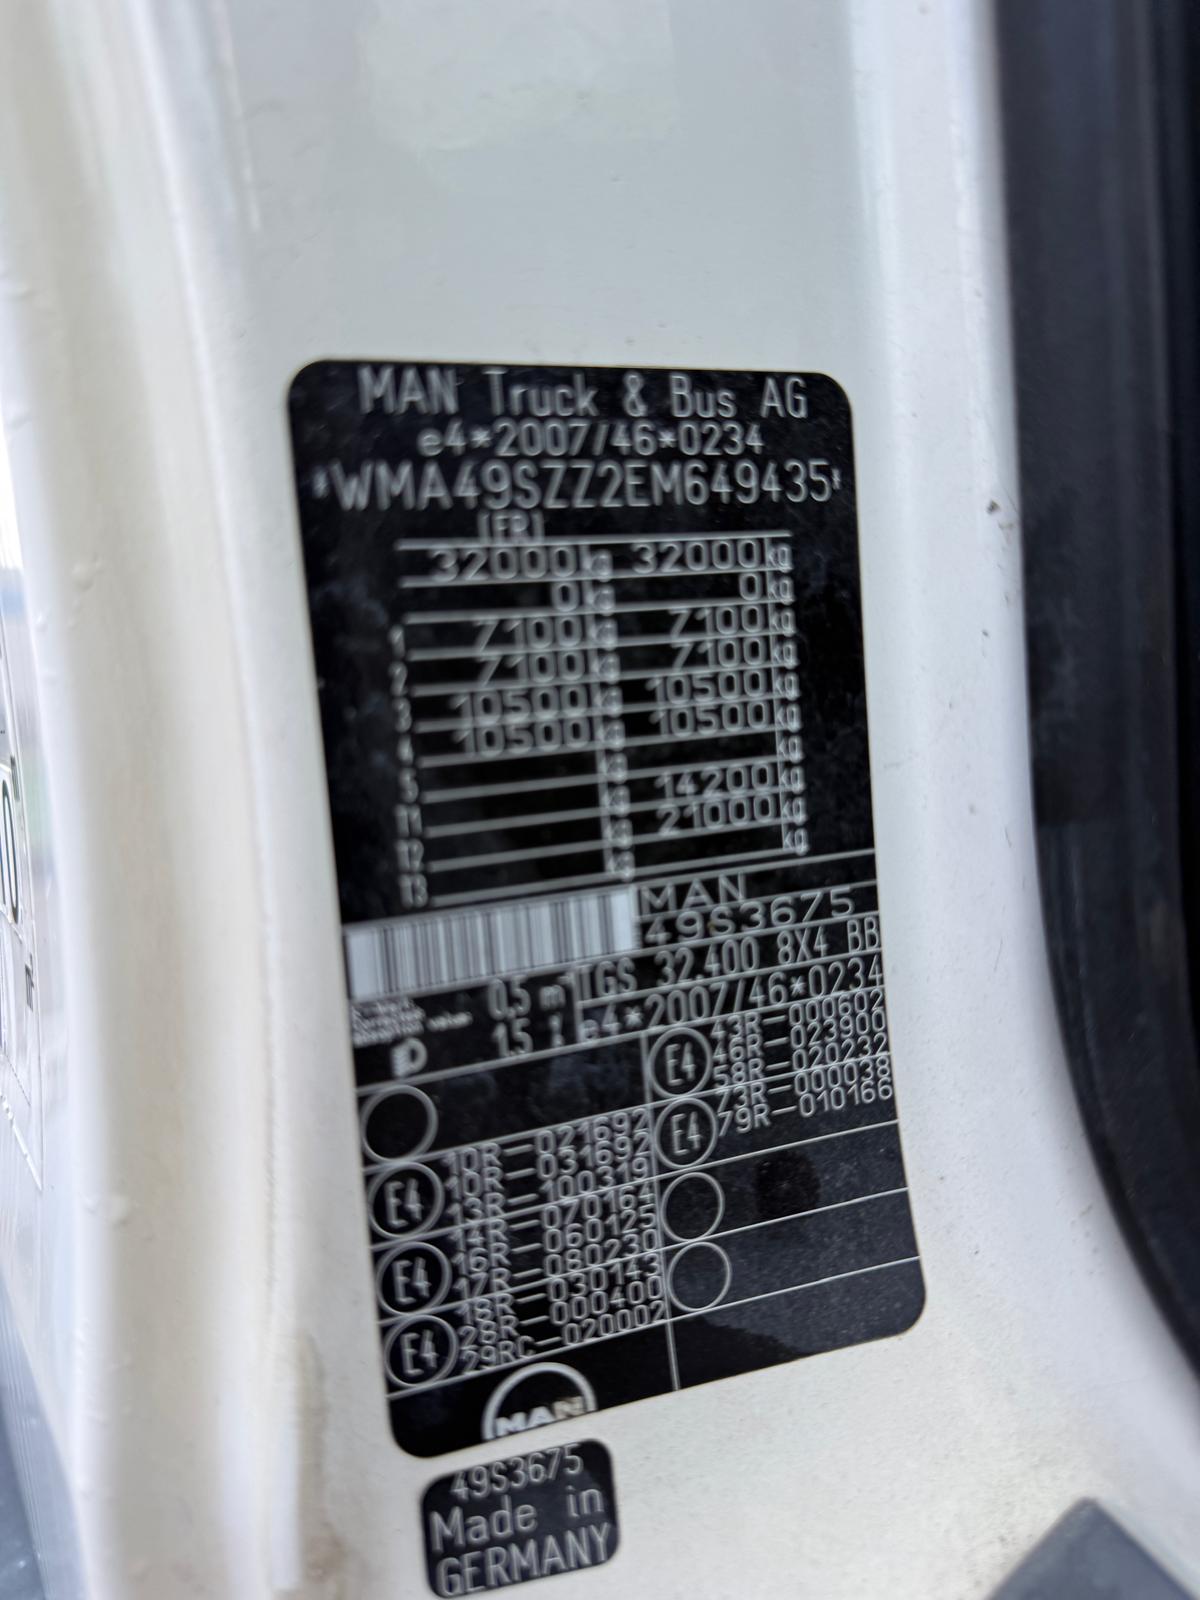 MAN Truck & Bus AG
e4*2007/46*0234
*WMA49SZZ2EM649435*
(FR)
32000kg 32000kg
0kg 0kg
1. 7100kg 7100kg
2. 7100kg 7100kg
3. 10500kg 10500kg
4. 10500kg 10500kg
5. kg kg
11. kg 14200kg
12. kg 21000kg
13. kg kg
MAN
49S3675
TGS 32.400 8X4 BB
e4*2007/46*0234
0,5 m⁻¹
1.5 %
E4 43R-000602
46R-023900
58R-020232
E4 73R-000038
79R-010166
10R-021692
E4 10R-031692
13R-100319
14R-070164
E4 16R-060125
17R-080230
18R-030143
E4 28R-000400
29RC-020002
MAN
49S3675
Made in
GERMANY